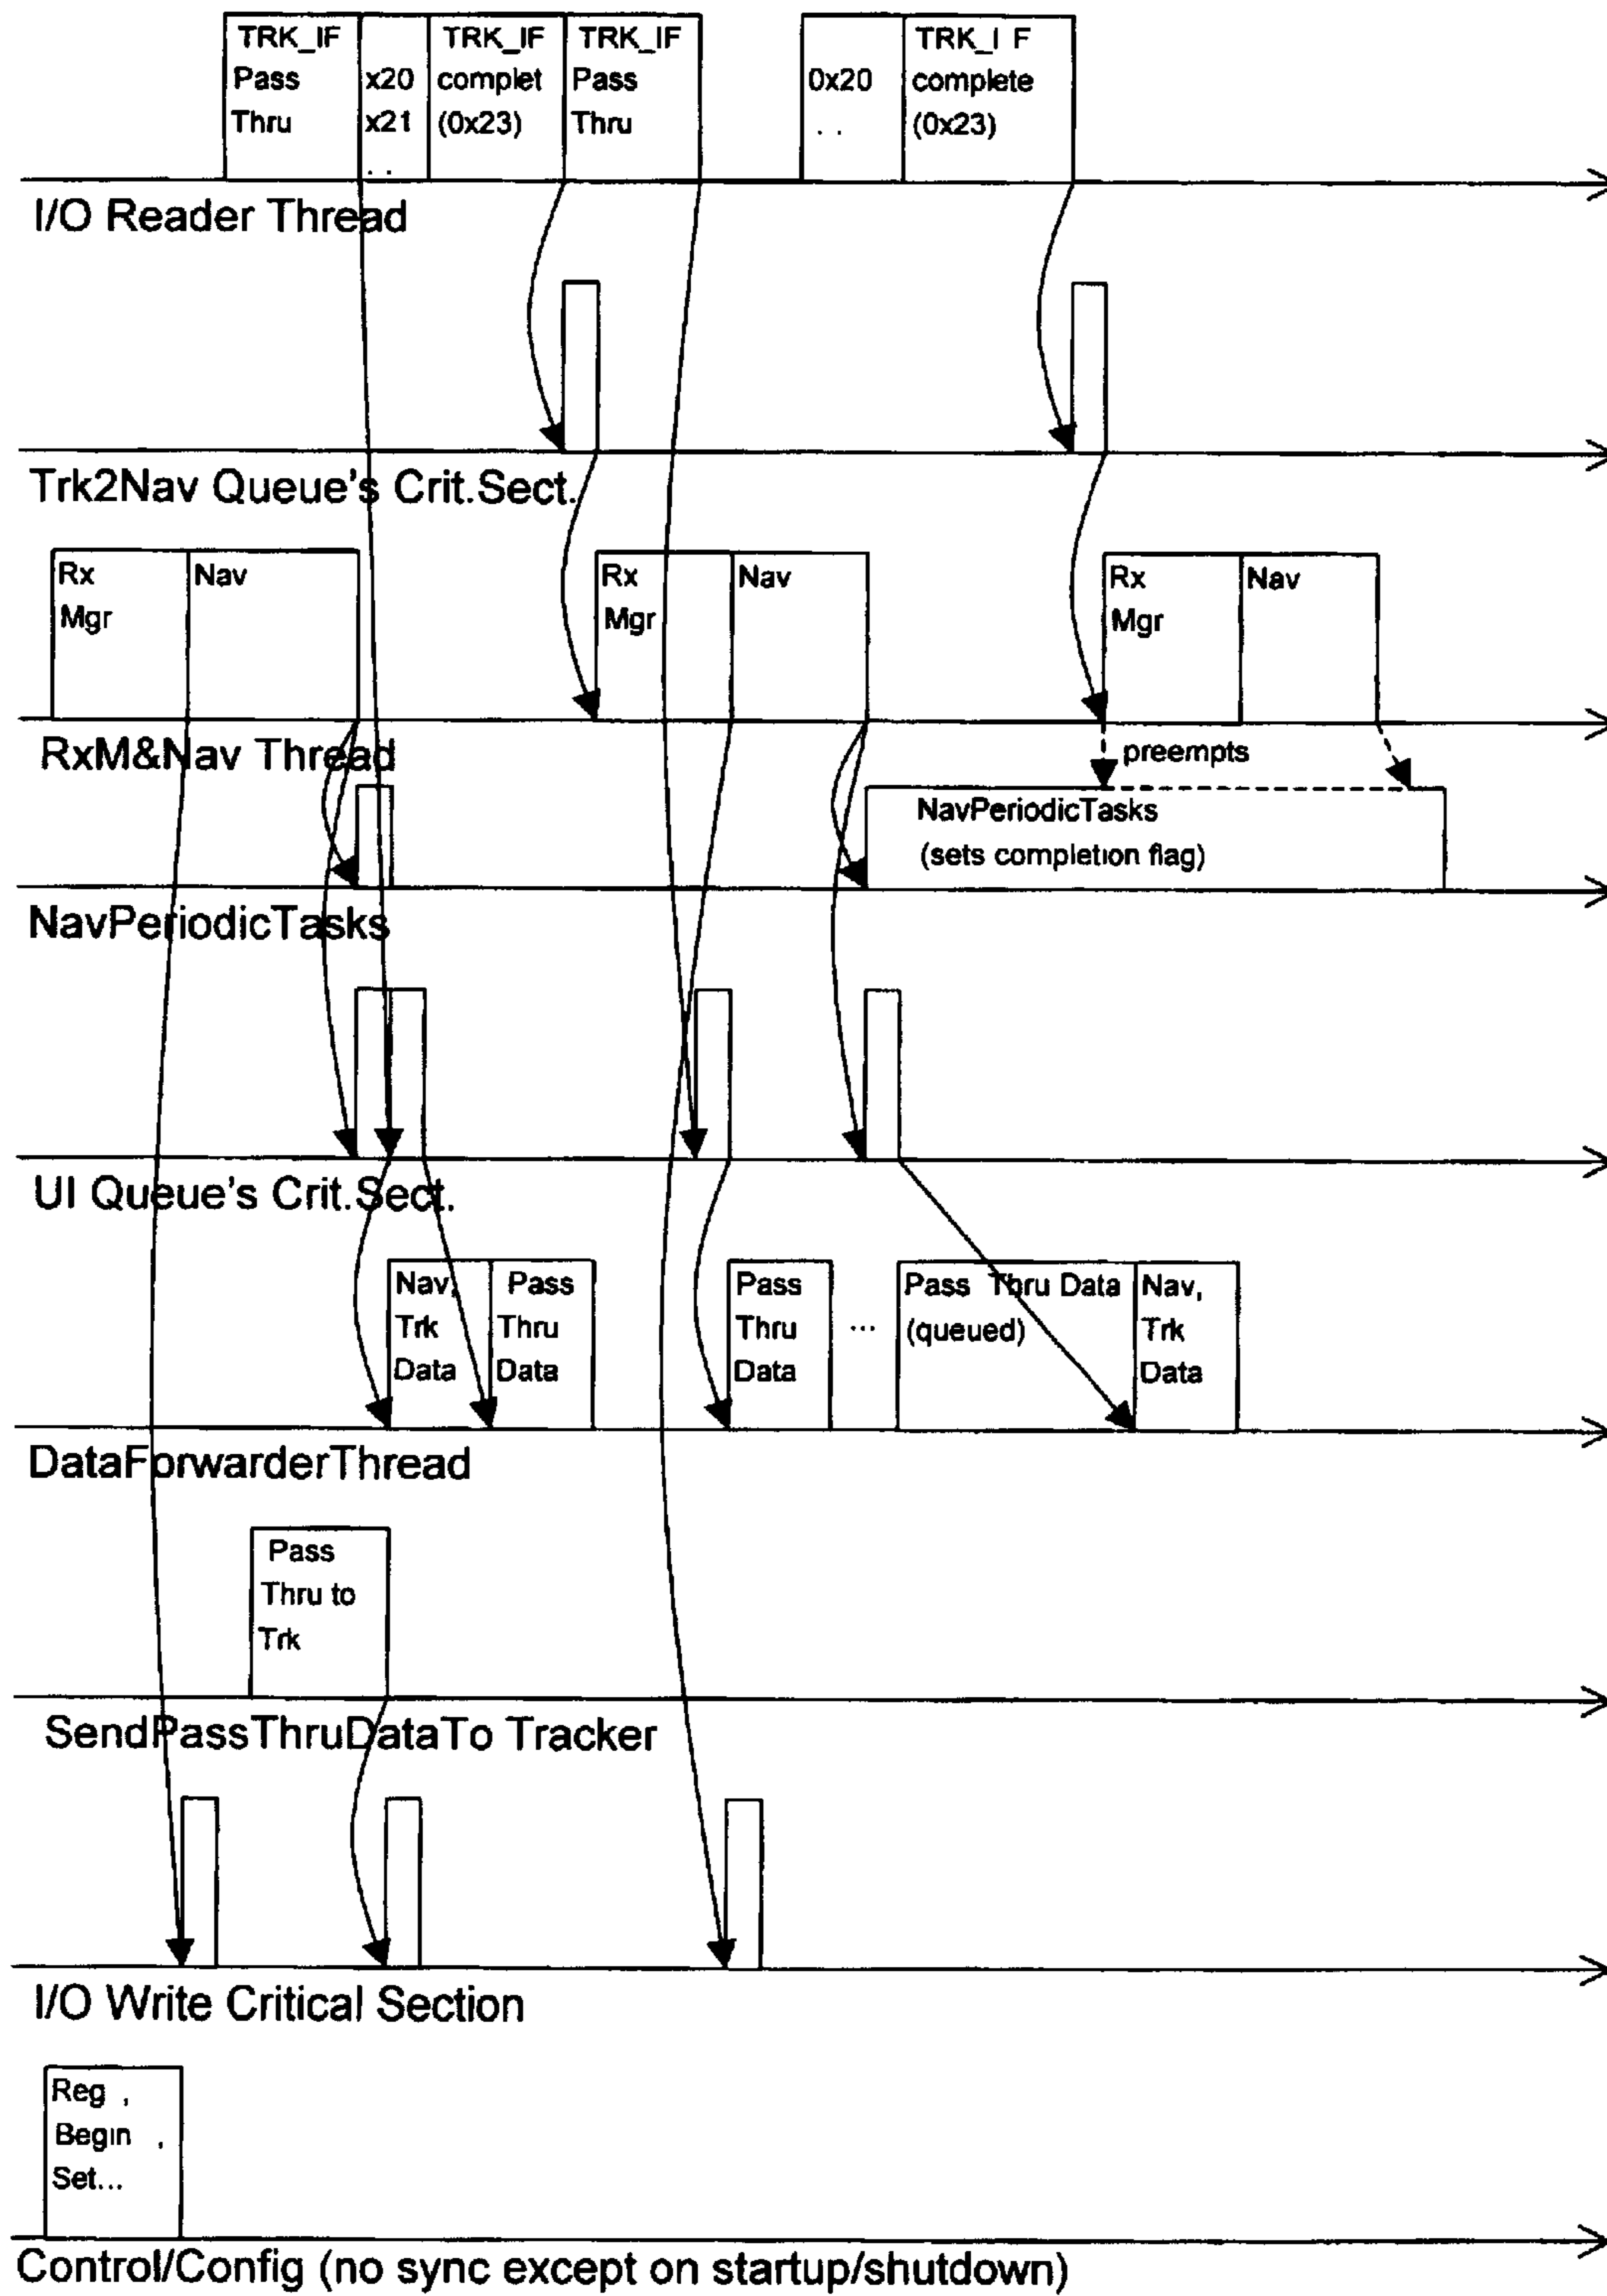 TRK_IF
Pass
Thru
x20
x21
..
TRK_IF
complet
(0x23)
TRK_IF
Pass
Thru
0x20
..
TRK_I F
complete
(0x23)
I/O Reader Thread
Trk2Nav Queue's Crit.Sect.
Rx
Mgr
Nav
Rx
Mgr
Nav
Rx
Mgr
Nav
RxM&Nav Thread
preempts
NavPeriodicTasks
(sets completion flag)
NavPeriodicTasks
UI Queue's Crit.Sect.
Nav,
Trk
Data
Pass
Thru
Data
Pass
Thru
Data
...
Pass Thru Data
(queued)
Nav,
Trk
Data
DataForwarderThread
Pass
Thru to
Trk
SendPassThruDataTo Tracker
I/O Write Critical Section
Reg ,
Begin ,
Set...
Control/Config (no sync except on startup/shutdown)